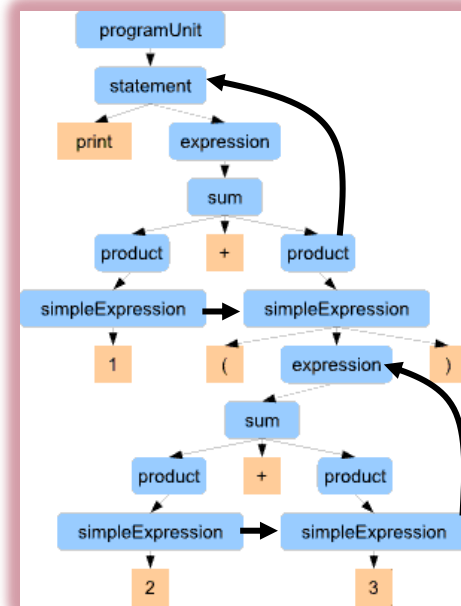 programUnit
statement
print expression
sum
product + product
simpleExpression simpleExpression
1 ( expression )
sum
product + product
simpleExpression simpleExpression
2 3